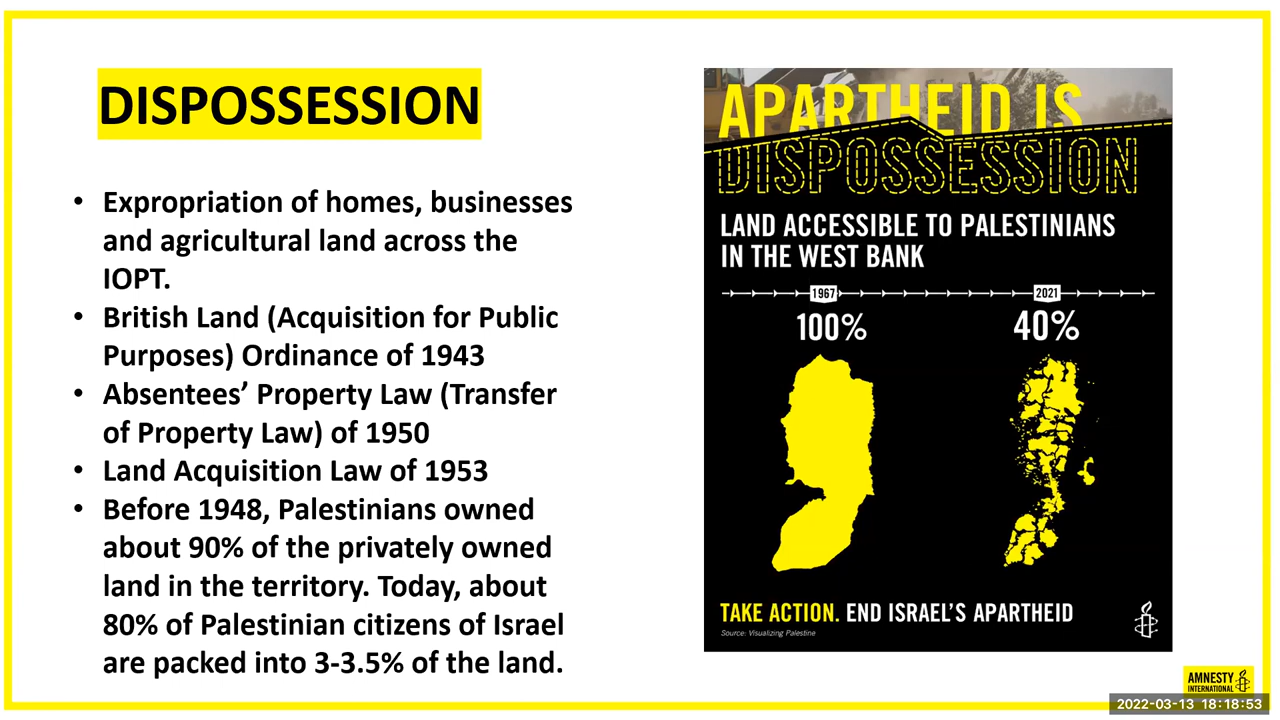 DISPOSSESSION
• Expropriation of homes, businesses
and agricultural land across the
IOPT.
• British Land (Acquisition for Public
Purposes) Ordinance of 1943
• Absentees’ Property Law (Transfer
of Property Law) of 1950
• Land Acquisition Law of 1953
• Before 1948, Palestinians owned
about 90% of the privately owned
land in the territory. Today, about
80% of Palestinian citizens of Israel
are packed into 3-3.5% of the land.
APARTHEID IS
DISPOSSESSION
LAND ACCESSIBLE TO PALESTINIANS
IN THE WEST BANK
1967 2021
100% 40%
TAKE ACTION. END ISRAEL’S APARTHEID
Source: Visualizing Palestine
AMNESTY
INTERNATIONAL
2022-03-13 18:18:53